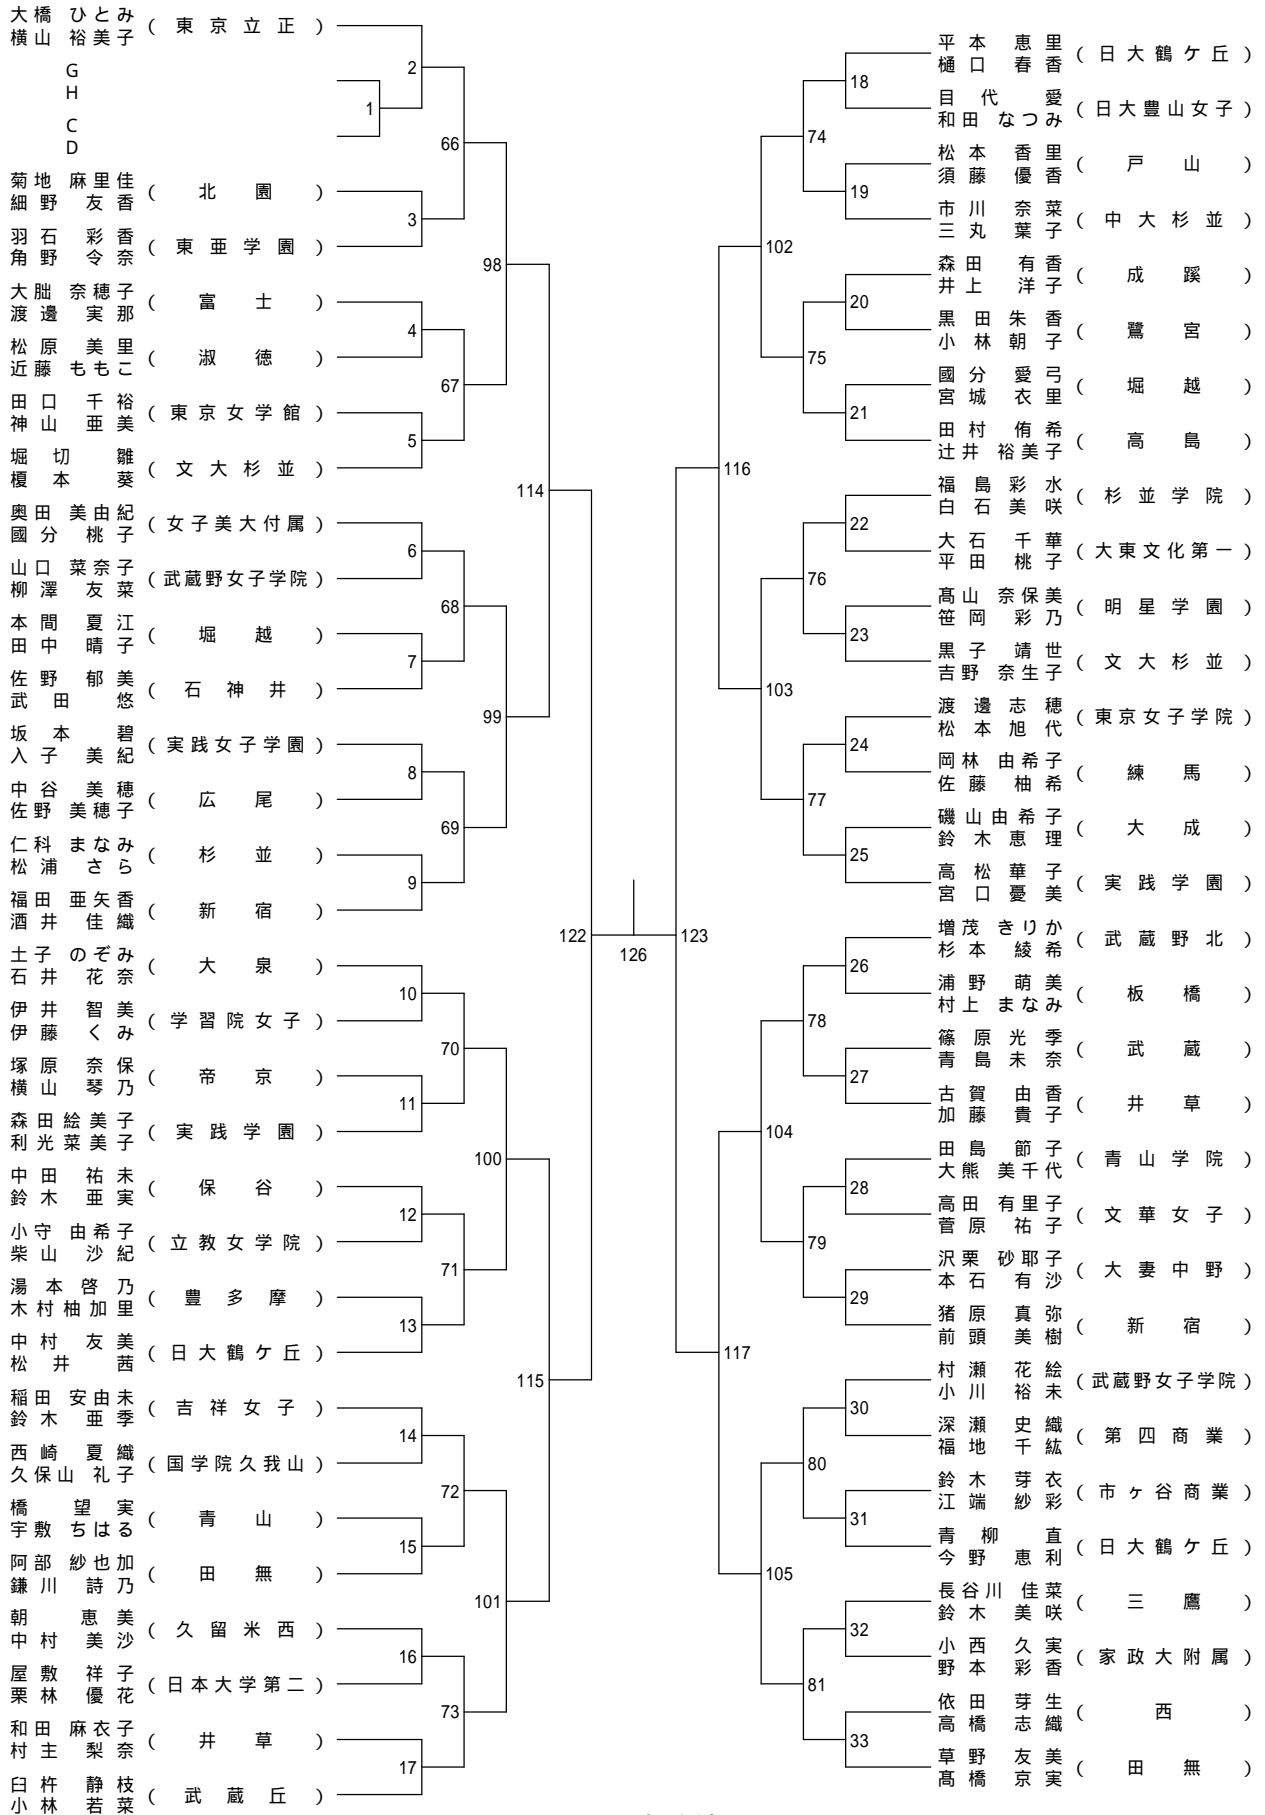 大橋 ひとみ
横山 裕美子
( 東京立正 )
G
H
C
D
菊地 麻里佳
細野 友香
( 北園 )
羽石 彩香
角野 令奈
( 東亜学園 )
大朏 奈穂子
渡邊 実那
( 富士 )
松原 美里
近藤 ももこ
( 淑徳 )
田口 千裕
神山 亜美
( 東京女学館 )
堀切 雛
榎本 葵
( 文大杉並 )
奥田 美由紀
國分 桃子
( 女子美大付属 )
山口 菜奈子
柳澤 友菜
( 武蔵野女子学院 )
本間 夏江
田中 晴子
( 堀越 )
佐野 郁美
武田 悠
( 石神井 )
坂本 碧
入子 美紀
( 実践女子学園 )
中谷 美穂
佐野 美穂子
( 広尾 )
仁科 まなみ
松浦 さら
( 杉並 )
福田 亜矢香
酒井 佳織
( 新宿 )
土子 のぞみ
石井 花奈
( 大泉 )
伊井 智美
伊藤 くみ
( 学習院女子 )
塚原 奈保
横山 琴乃
( 帝京 )
森田絵美子
利光菜美子
( 実践学園 )
中田 祐未
鈴木 亜実
( 保谷 )
小守 由希子
柴山 沙紀
( 立教女学院 )
湯本啓乃
木村柚加里
( 豊多摩 )
中村 友美
松井 茜
( 日大鶴ケ丘 )
稲田 安由未
鈴木 亜季
( 吉祥女子 )
西崎 夏織
久保山 礼子
( 国学院久我山 )
橋 望実
宇敷 ちはる
( 青山 )
阿部 紗也加
鎌川 詩乃
( 田無 )
朝 恵美
中村 美沙
( 久留米西 )
屋敷 祥子
栗林 優花
( 日本大学第二 )
和田 麻衣子
村主 梨奈
( 井草 )
臼杵 静枝
小林 若菜
( 武蔵丘 )
1
2
3
4
5
6
7
8
9
10
11
12
13
14
15
16
17
66
67
68
69
70
71
72
73
98
99
100
101
114
115
122
126
123
116
117
102
103
104
105
74
75
76
77
78
79
80
81
18
19
20
21
22
23
24
25
26
27
28
29
30
31
32
33
平本 恵里
樋口 春香
( 日大鶴ケ丘 )
目代 愛
和田 なつみ
( 日大豊山女子 )
松本 香里
須藤 優香
( 戸山 )
市川 奈菜
三丸 葉子
( 中大杉並 )
森田 有香
井上 洋子
( 成蹊 )
黒田朱香
小林朝子
( 鷺宮 )
國分 愛弓
宮城 衣里
( 堀越 )
田村 侑希
辻井 裕美子
( 高島 )
福島彩水
白石美咲
( 杉並学院 )
大石 千華
平田 桃子
( 大東文化第一 )
髙山 奈保美
笹岡 彩乃
( 明星学園 )
黒子 靖世
吉野 奈生子
( 文大杉並 )
渡邊志穂
松本旭代
( 東京女子学院 )
岡林 由希子
佐藤 柚希
( 練馬 )
磯山由希子
鈴木恵理
( 大成 )
高松華子
宮口憂美
( 実践学園 )
増茂 きりか
杉本 綾希
( 武蔵野北 )
浦野 萌美
村上 まなみ
( 板橋 )
篠原光季
青島未奈
( 武蔵 )
古賀 由香
加藤 貴子
( 井草 )
田島 節子
大熊 美千代
( 青山学院 )
高田 有里子
菅原 祐子
( 文華女子 )
沢栗 砂耶子
本石 有沙
( 大妻中野 )
猪原 真弥
前頭 美樹
( 新宿 )
村瀬 花絵
小川 裕未
( 武蔵野女子学院 )
深瀬 史織
福地 千紘
( 第四商業 )
鈴木 芽衣
江端 紗彩
( 市ヶ谷商業 )
青柳 直
今野 恵利
( 日大鶴ケ丘 )
長谷川 佳菜
鈴木 美咲
( 三鷹 )
小西 久実
野本 彩香
( 家政大附属 )
依田 芽生
高橋 志織
( 西 )
草野 友美
髙橋 京実
( 田無 )